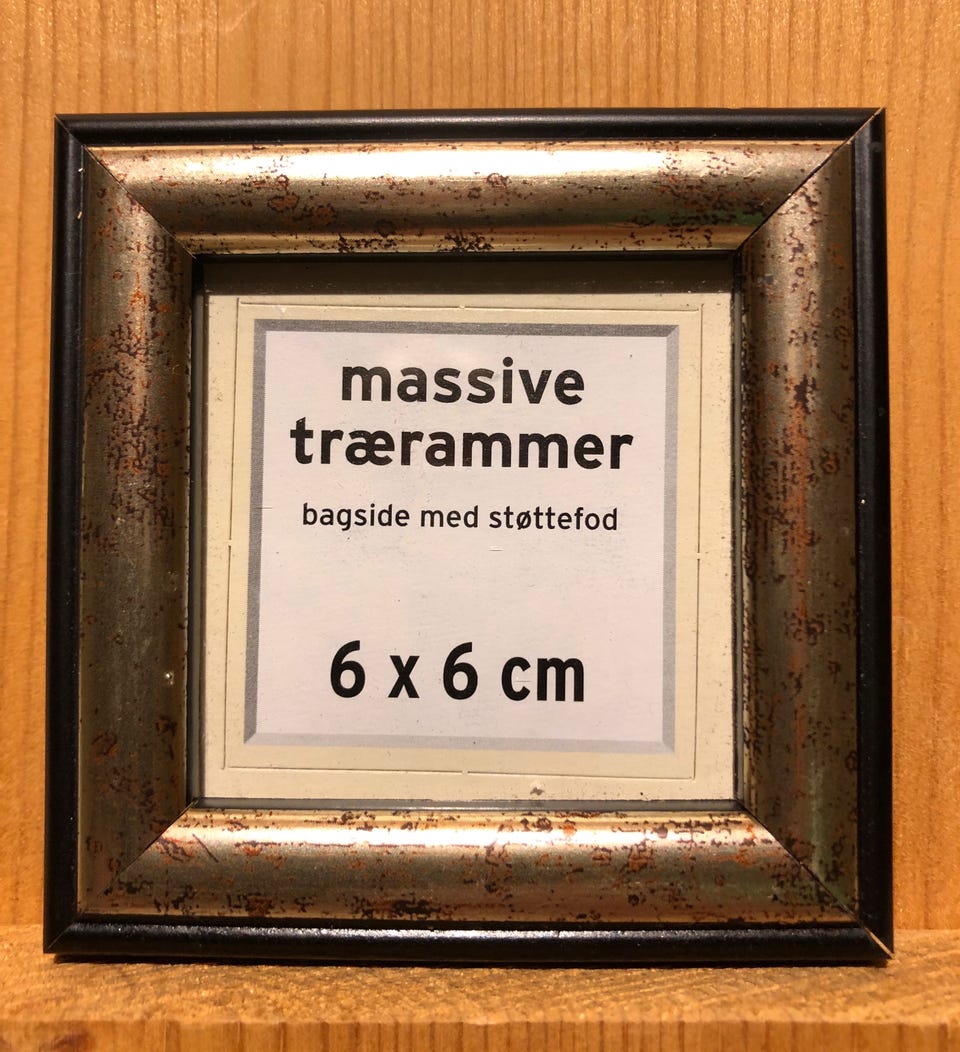 massive
trærammer
bagside med støttefod
6 x 6 cm